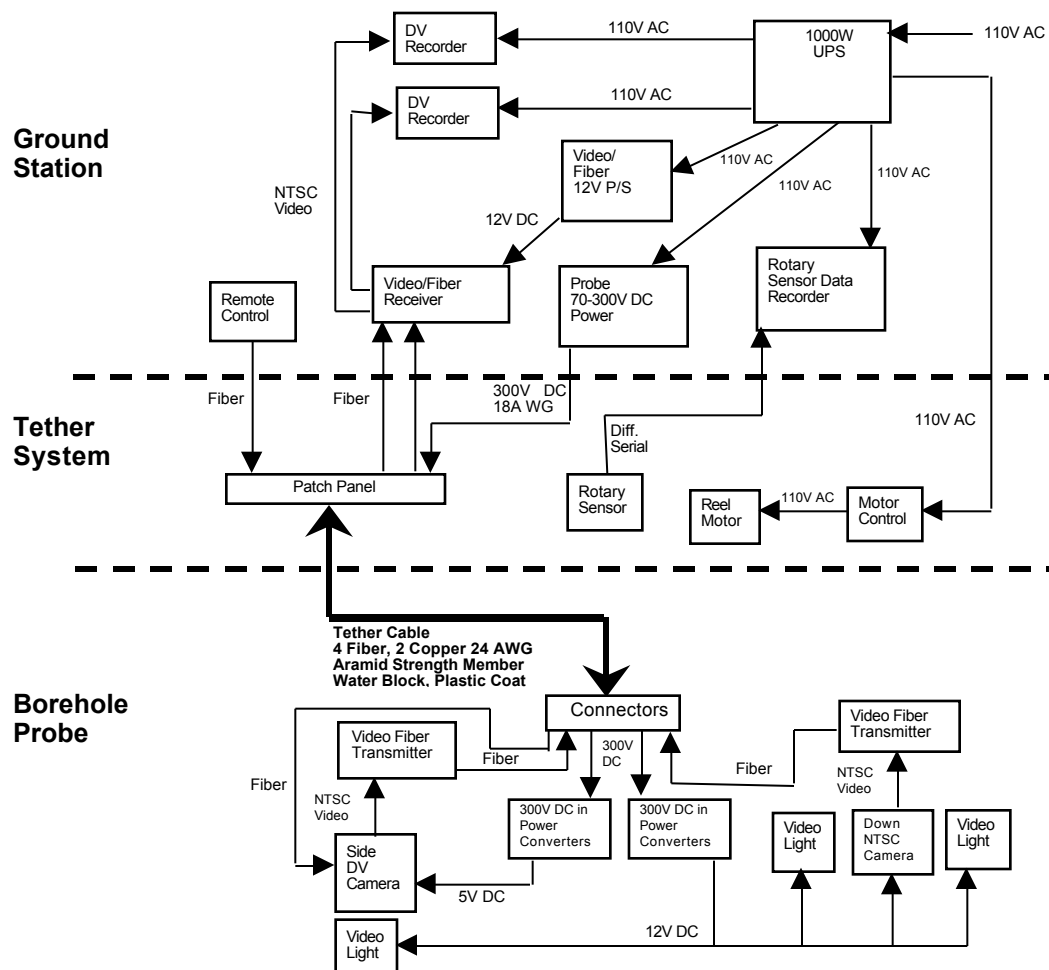 DV
Recorder
110V AC
1000W
UPS
110V AC
DV
Recorder
110V AC
Ground
Station
Video/
Fiber
12V P/S
110V AC
110V AC
110V AC
NTSC
Video
12V DC
Remote
Control
Video/Fiber
Receiver
Probe
70-300V DC
Power
Rotary
Sensor Data
Recorder
Tether
System
Fiber
Fiber
300V DC
18A WG
Diff.
Serial
110V AC
Patch Panel
Rotary
Sensor
Reel
Motor
110V AC
Motor
Control
Tether Cable
4 Fiber, 2 Copper 24 AWG
Aramid Strength Member
Water Block, Plastic Coat
Borehole
Probe
Connectors
Video Fiber
Transmitter
Fiber
300V
DC
Fiber
Video Fiber
Transmitter
Fiber
NTSC
Video
NTSC
Video
300V DC in
Power
Converters
300V DC in
Power
Converters
Video
Light
Down
NTSC
Camera
Video
Light
Side
DV
Camera
5V DC
Video
Light
12V DC